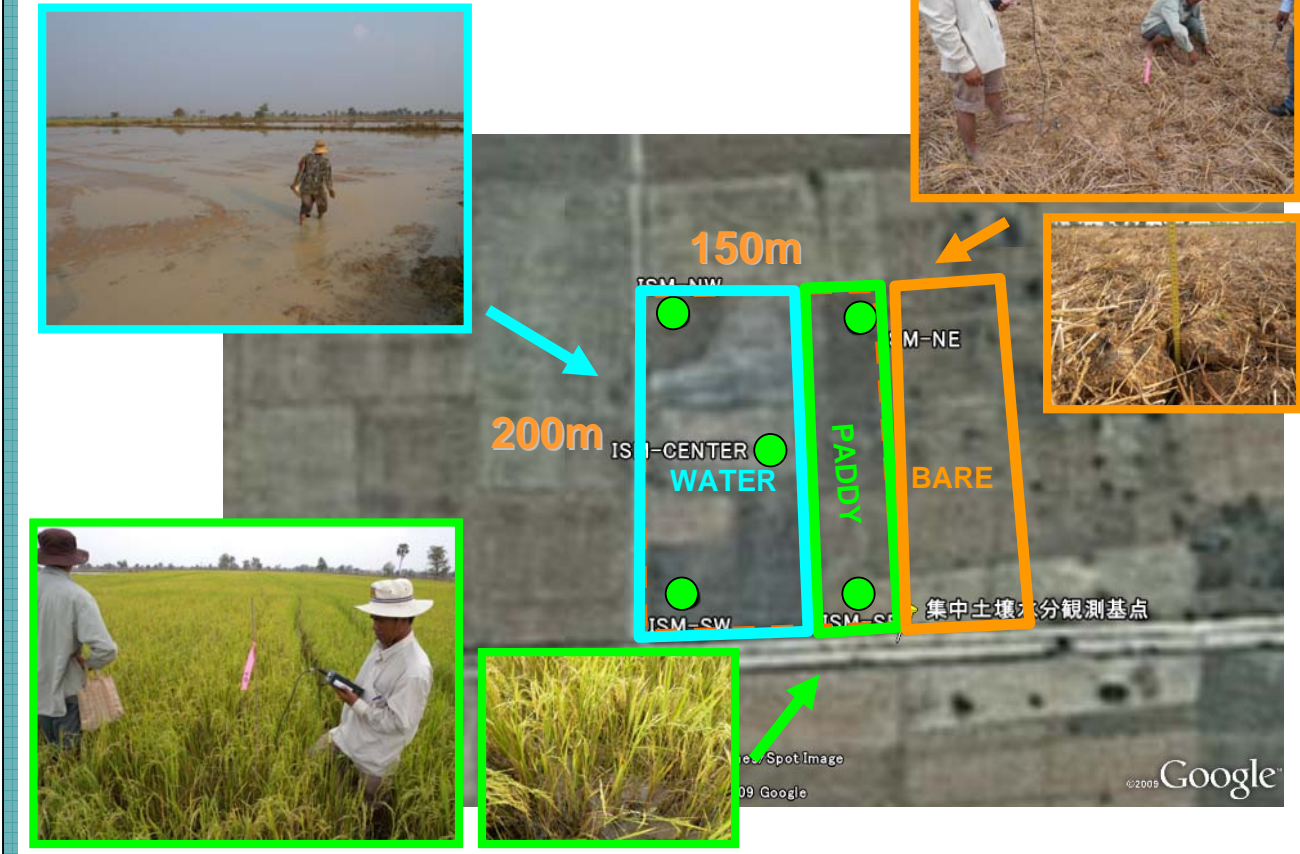 150m
ISM-NW
M-NE
200m
ISM-CENTER
WATER
PADDY
BARE
集中土壌水分観測基点
ISM-SW
ISM-SE
Spot Image
09 Google
©2009 Google